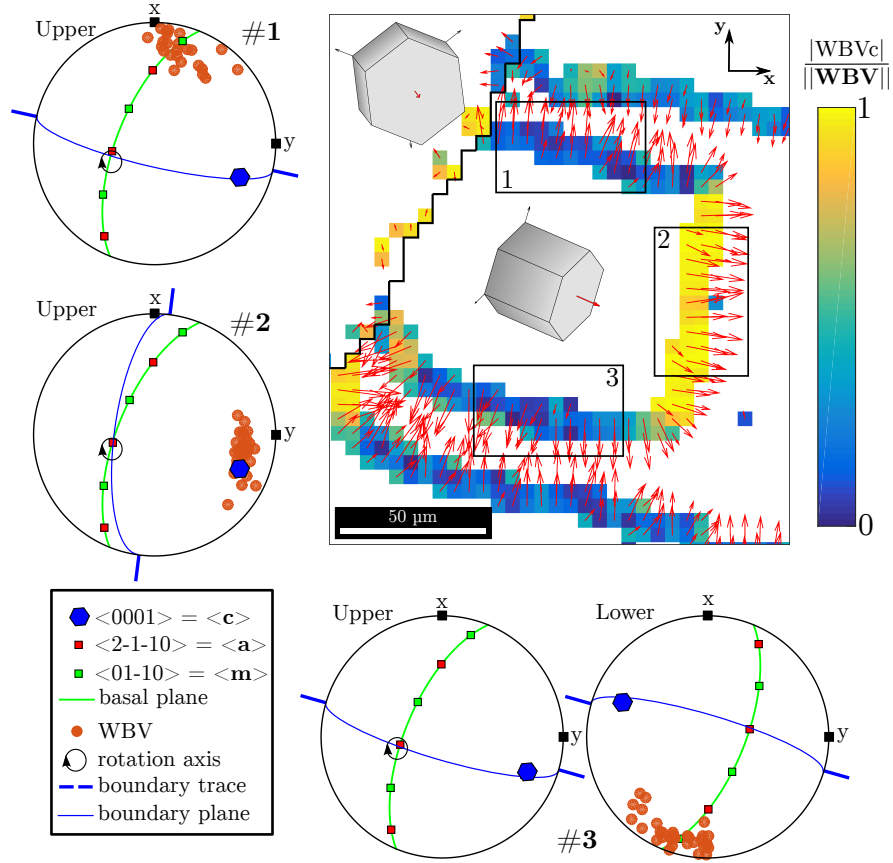 Upper
x
#1
y
Upper
x
#2
y
y
x
1
2
3
50 µm
|WBVc|
||WBV||
1
0
<0001> = <c>
<2-1-10> = <a>
<01-10> = <m>
basal plane
WBV
rotation axis
boundary trace
boundary plane
Upper
x
y
Lower
x
y
#3